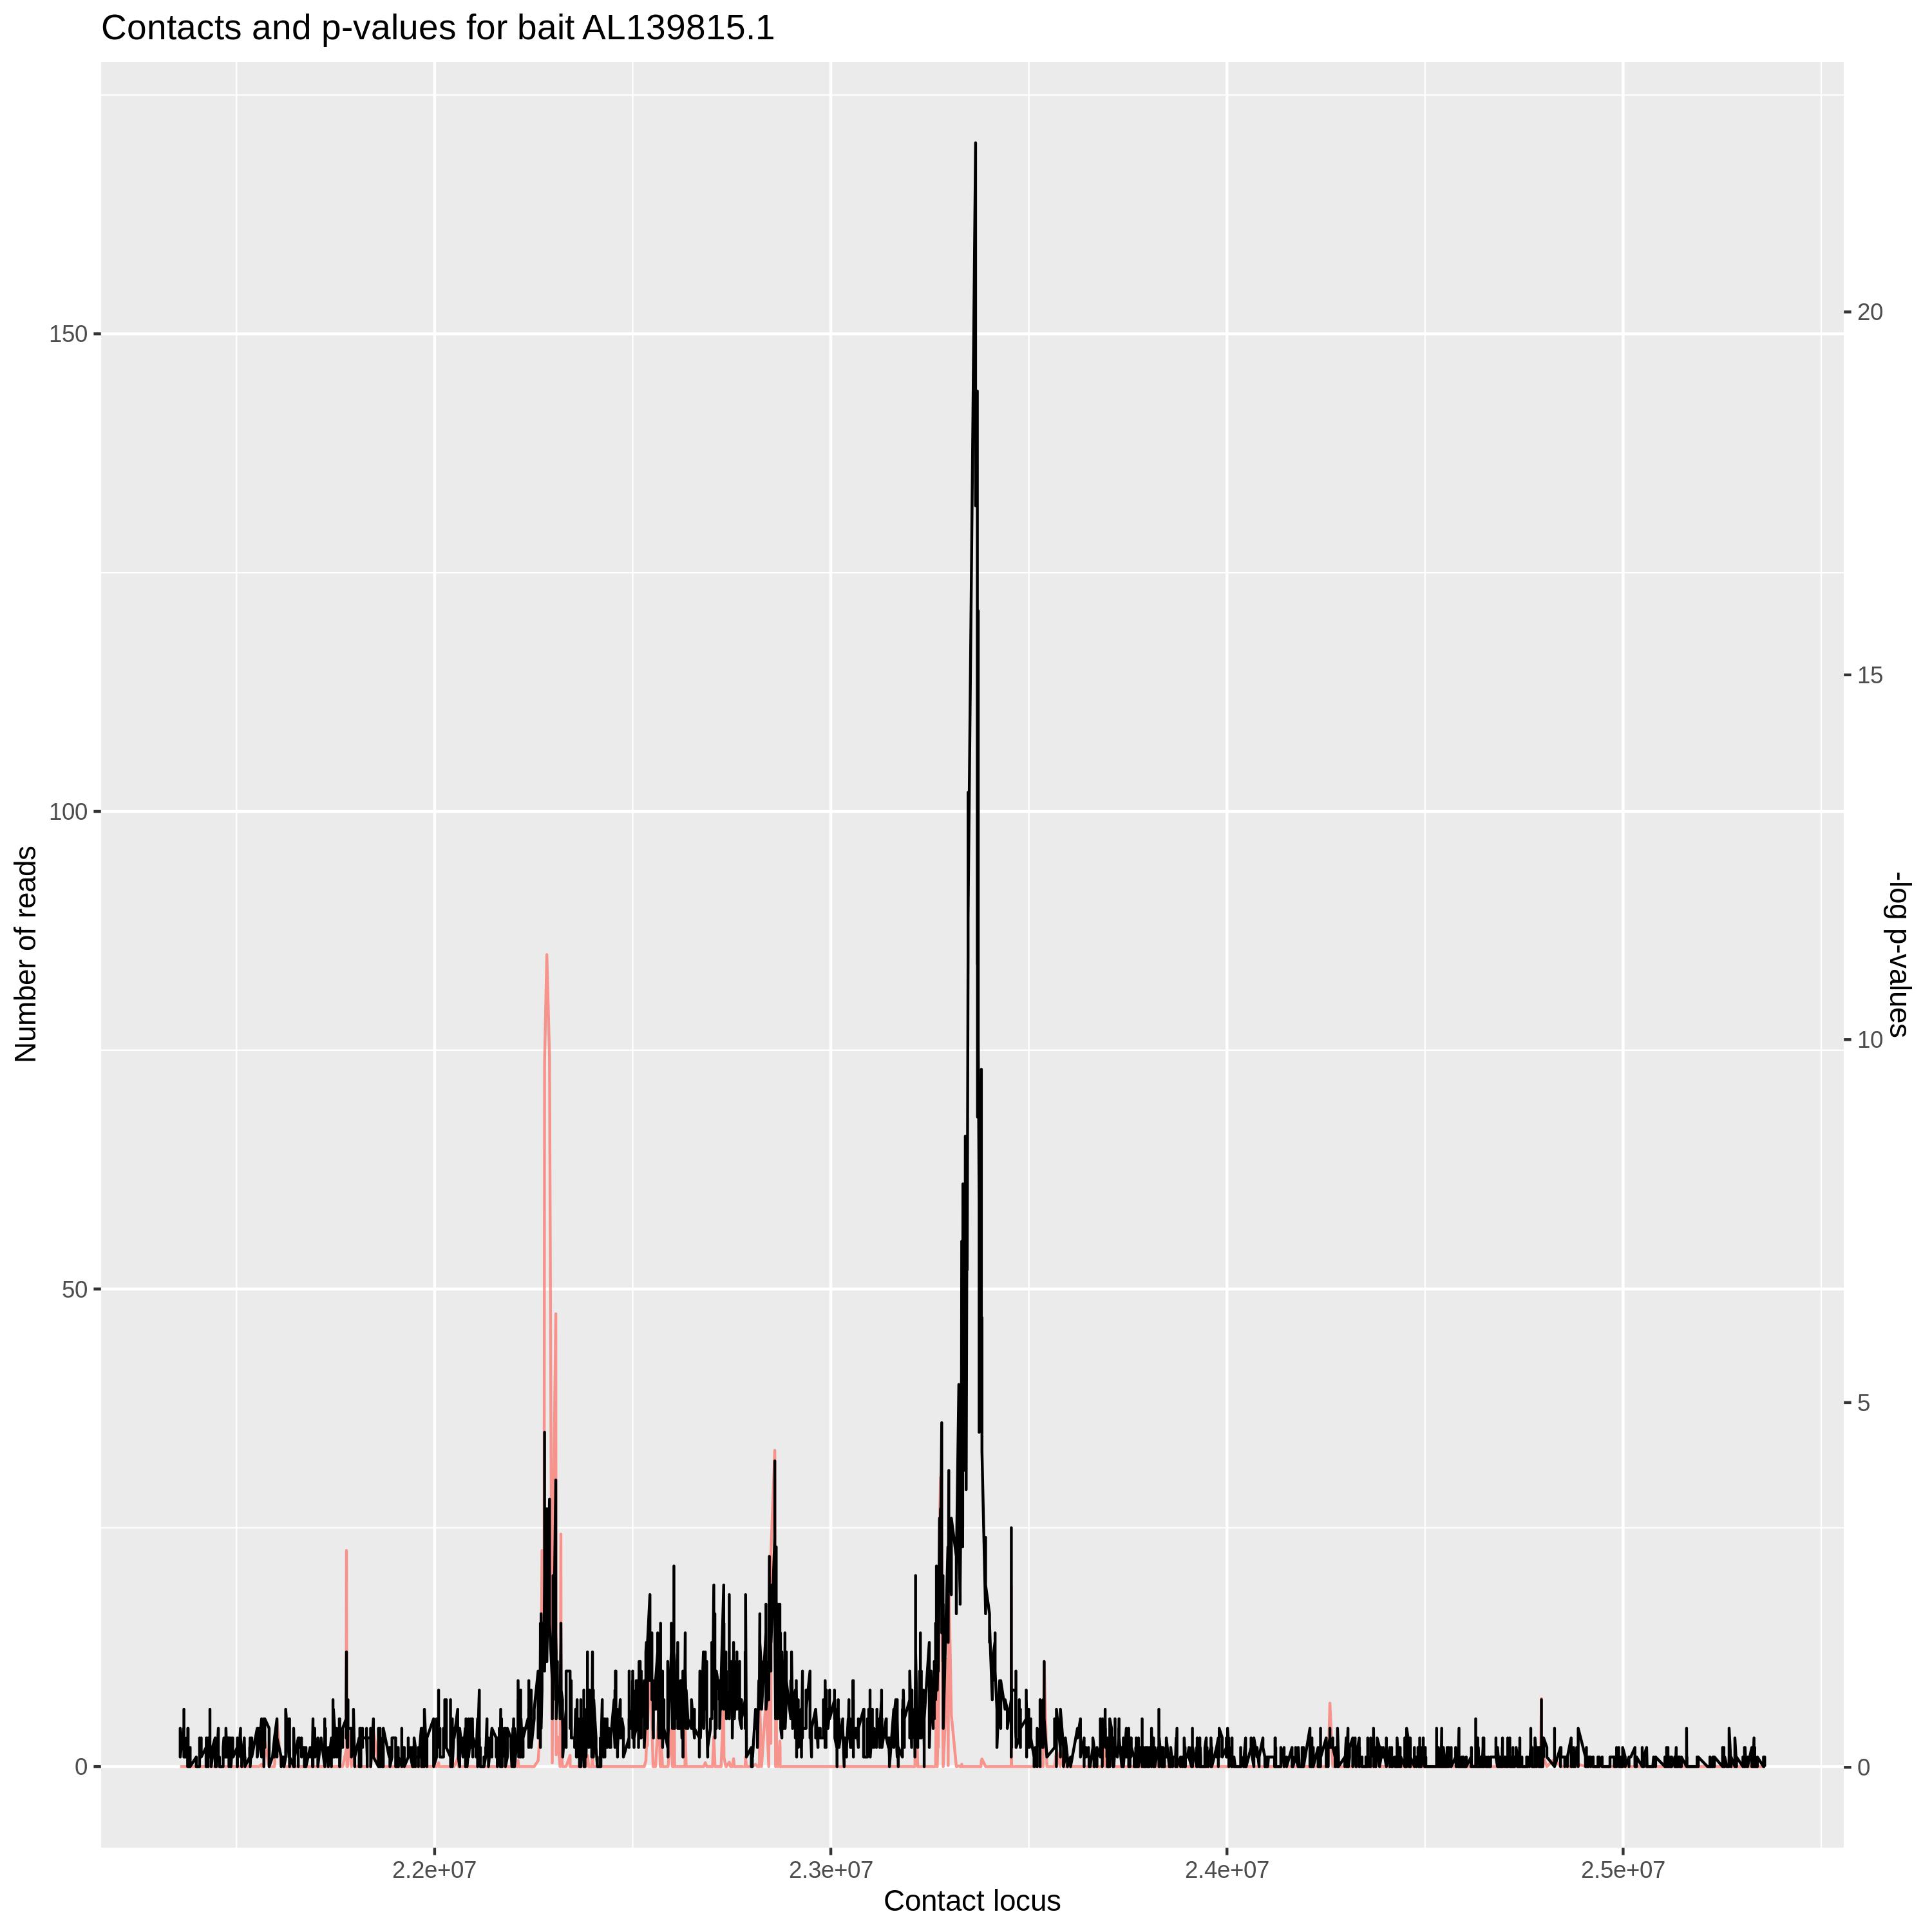 Contacts and p-values for bait AL139815.1
Number of reads
150
100
50
0
20
15
10
5
0
-log p-values
2.2e+07 2.3e+07 2.4e+07 2.5e+07
Contact locus